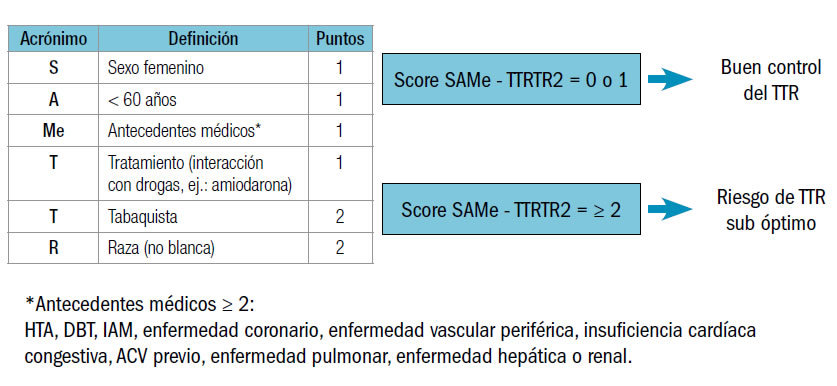 Acrónimo Definición Puntos
S Sexo femenino 1
A < 60 años 1
Me Antecedentes médicos* 1
T Tratamiento (interacción 1
con drogas, ej.: amiodarona)
T Tabaquista 2
R Raza (no blanca) 2
Score SAMe - TTRTR2 = 0 o 1
Buen control
del TTR
Score SAMe - TTRTR2 = ≥ 2
Riesgo de TTR
sub óptimo
*Antecedentes médicos ≥ 2:
HTA, DBT, IAM, enfermedad coronario, enfermedad vascular periférica, insuficiencia cardíaca
congestiva, ACV previo, enfermedad pulmonar, enfermedad hepática o renal.